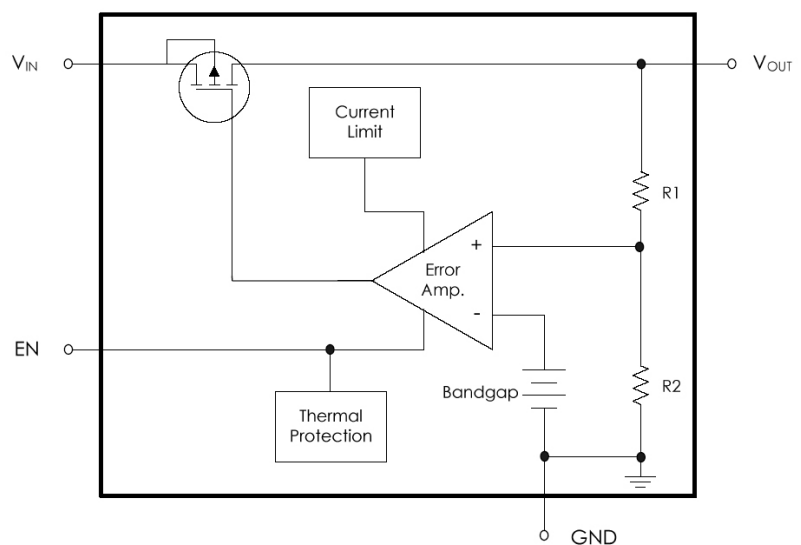 VIN
VOUT
Current
Limit
R1
+
Error
Amp.
-
EN
Bandgap
R2
Thermal
Protection
GND